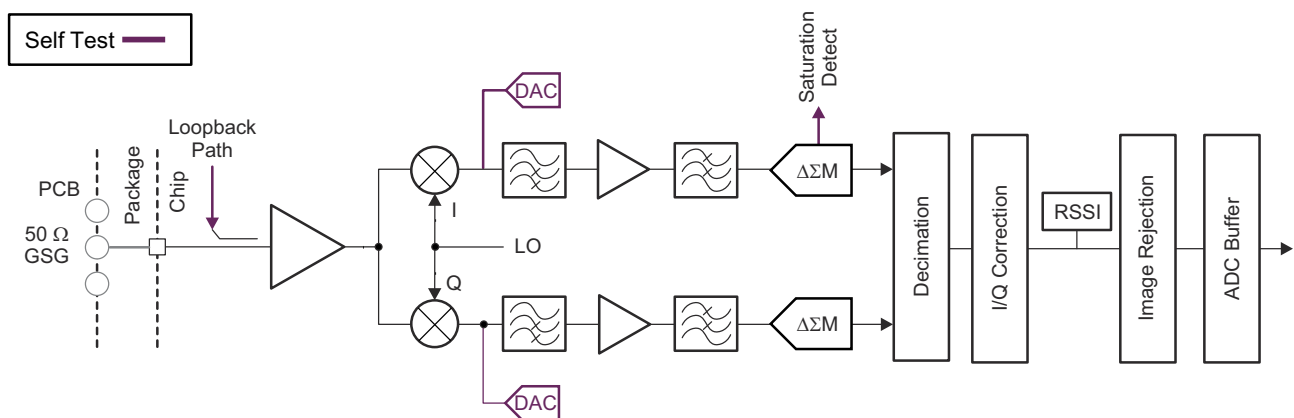 Self Test
Saturation
Detect
DAC
Loopback
Path
PCB
Package
Chip
50 Ω
GSG
I
LO
Q
ΔΣM
ΔΣM
DAC
Decimation
I/Q Correction
RSSI
Image Rejection
ADC Buffer